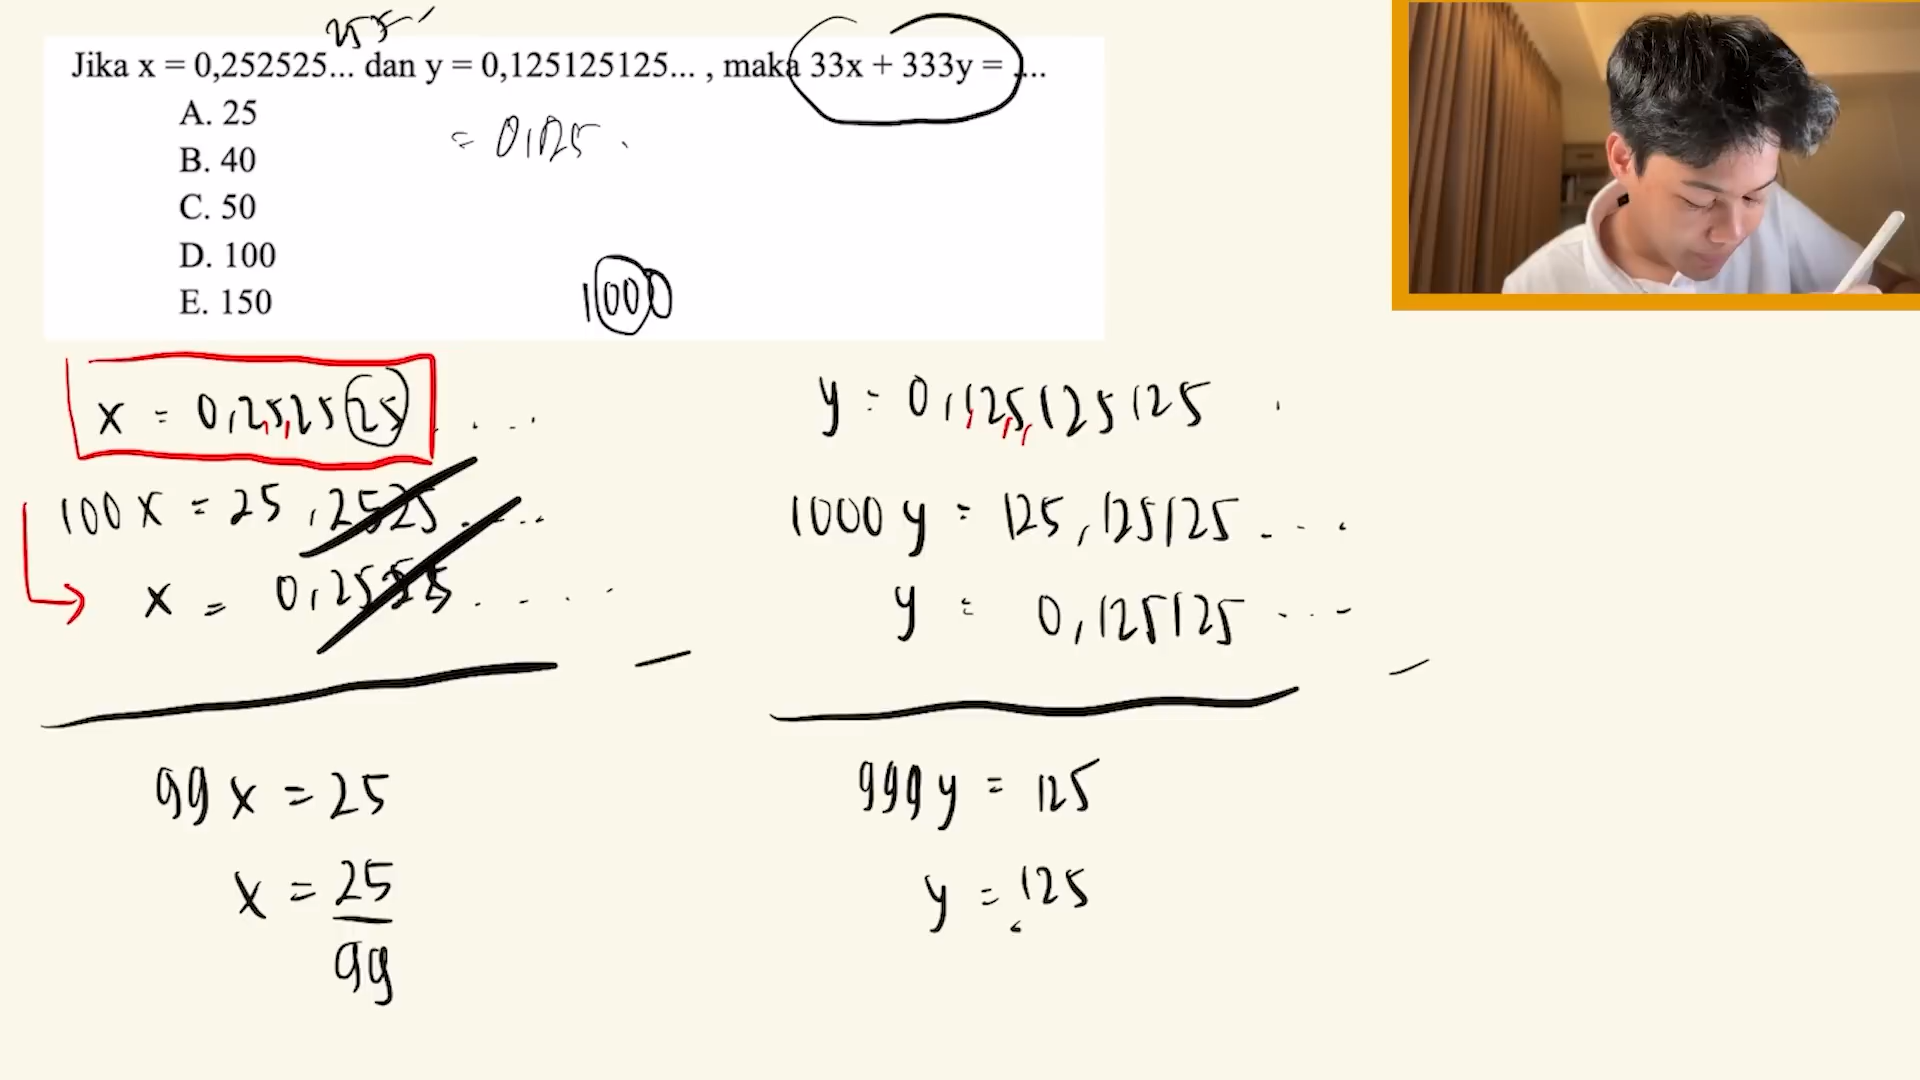 255
Jika x = 0,252525... dan y = 0,125125125... , maka 33x + 333y = ....
A. 25
= 0,125.
B. 40
C. 50
D. 100
E. 150
1000
x = 0,252525....
y = 0,125125125 .
100x = 25,2525....
1000y = 125,125125...
x = 0,2525....
y = 0,125125...
99x = 25
999y = 125
x = 25
99
y = 125